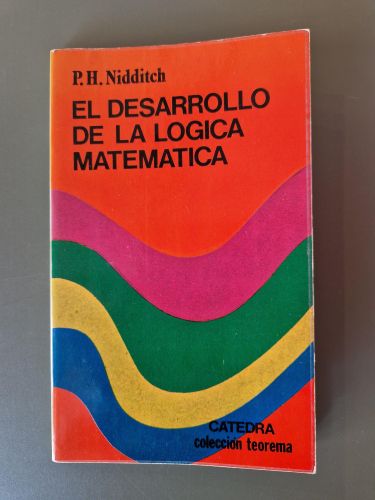 P. H. Nidditch
EL DESARROLLO
DE LA LOGICA
MATEMATICA
CATEDRA
colección teorema